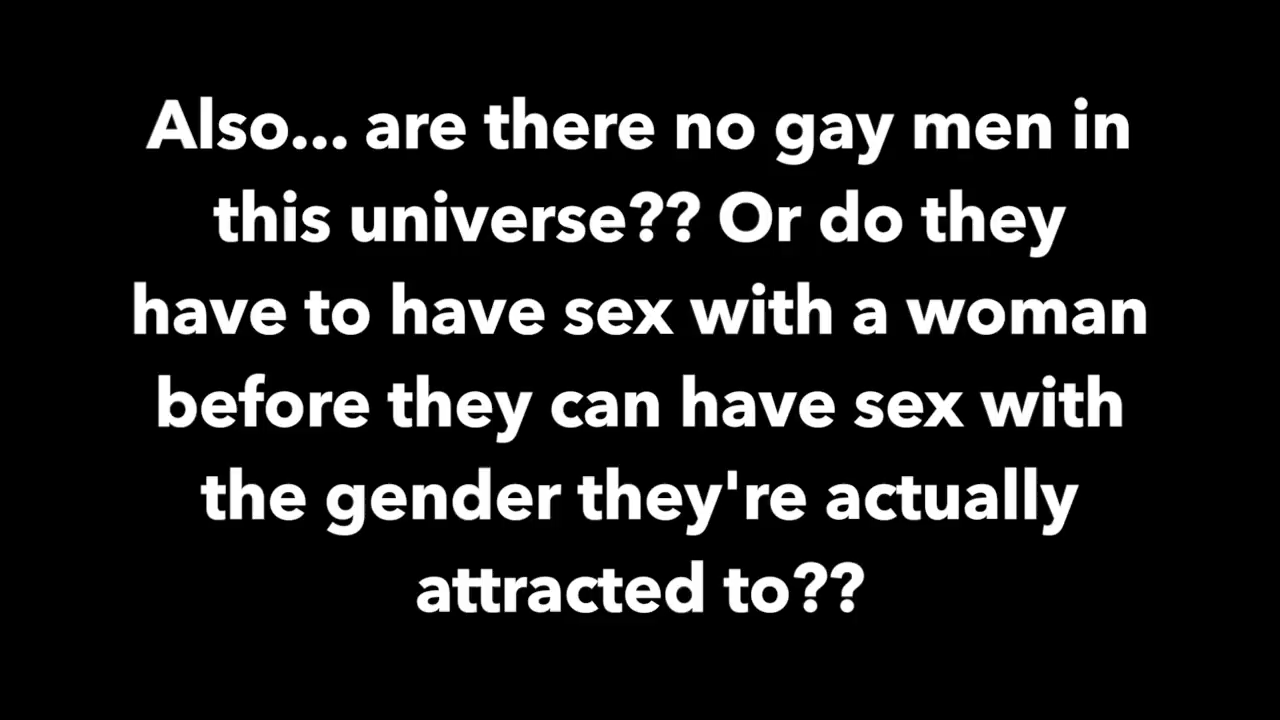 Also... are there no gay men in
this universe?? Or do they
have to have sex with a woman
before they can have sex with
the gender they're actually
attracted to??